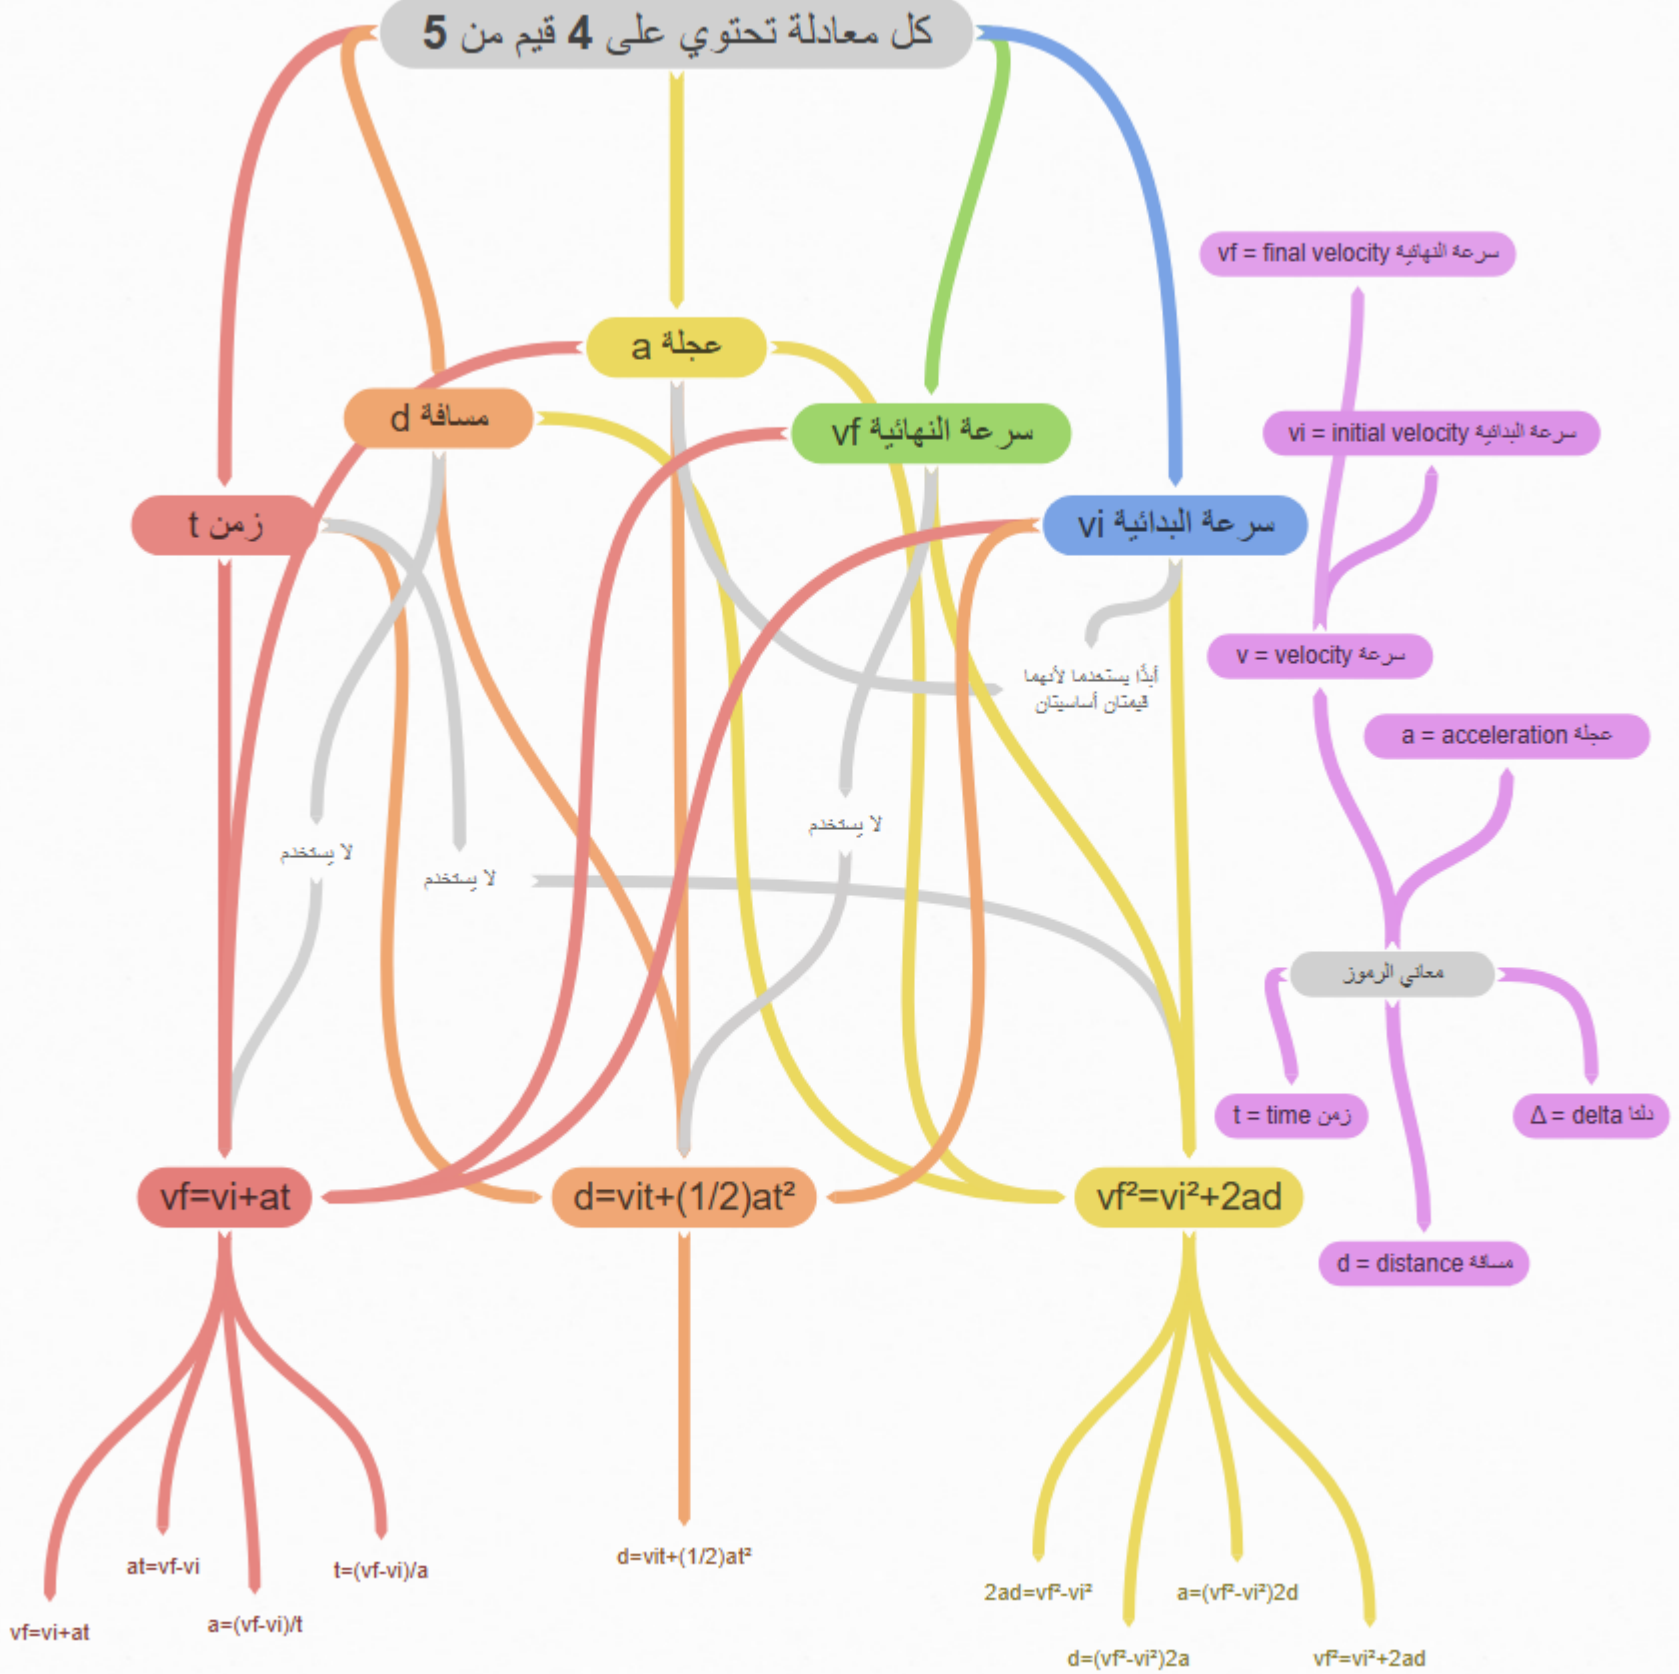 كل معادلة تحتوي على 4 قيم من 5
vf = final velocity سرعة النهائية
عجلة a
مسافة d
سرعة النهائية vf
vi = initial velocity سرعة البدائية
زمن t
سرعة البدائية vi
v = velocity سرعة
أبدًا يستخدما لأنهما
قيمتان أساسيتان
a = acceleration عجلة
لا يستخدم
لا يستخدم
لا يستخدم
معاني الرموز
t = time زمن
Δ = delta دلتا
vf=vi+at
d=vit+(1/2)at²
vf²=vi²+2ad
d = distance مسافة
at=vf-vi
t=(vf-vi)/a
d=vit+(1/2)at²
2ad=vf²-vi²
a=(vf²-vi²)2d
vf=vi+at
a=(vf-vi)/t
d=(vf²-vi²)2a
vf²=vi²+2ad